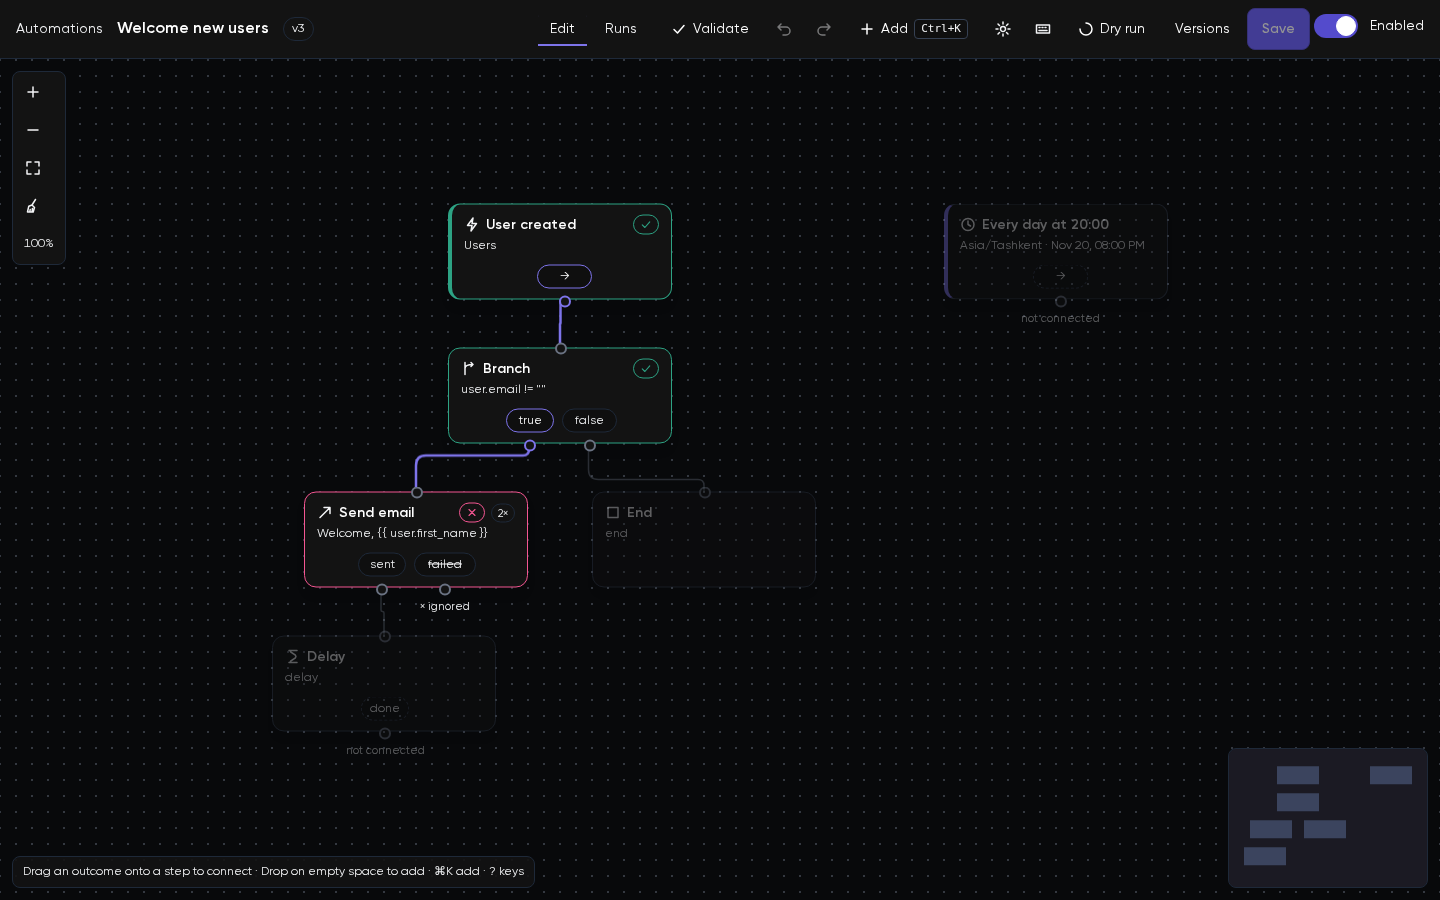 Automations Welcome new users v3 Edit Runs Validate Add Ctrl+K Dry run Versions Save Enabled
100%
User created
Users
→
Every day at 20:00
Asia/Tashkent · Nov 20, 08:00 PM
→
not connected
Branch
user.email != ""
true false
Send email 2×
Welcome, {{ user.first_name }}
sent failed
× ignored
End
end
Delay
delay
done
not connected
Drag an outcome onto a step to connect · Drop on empty space to add · ⌘K add · ? keys